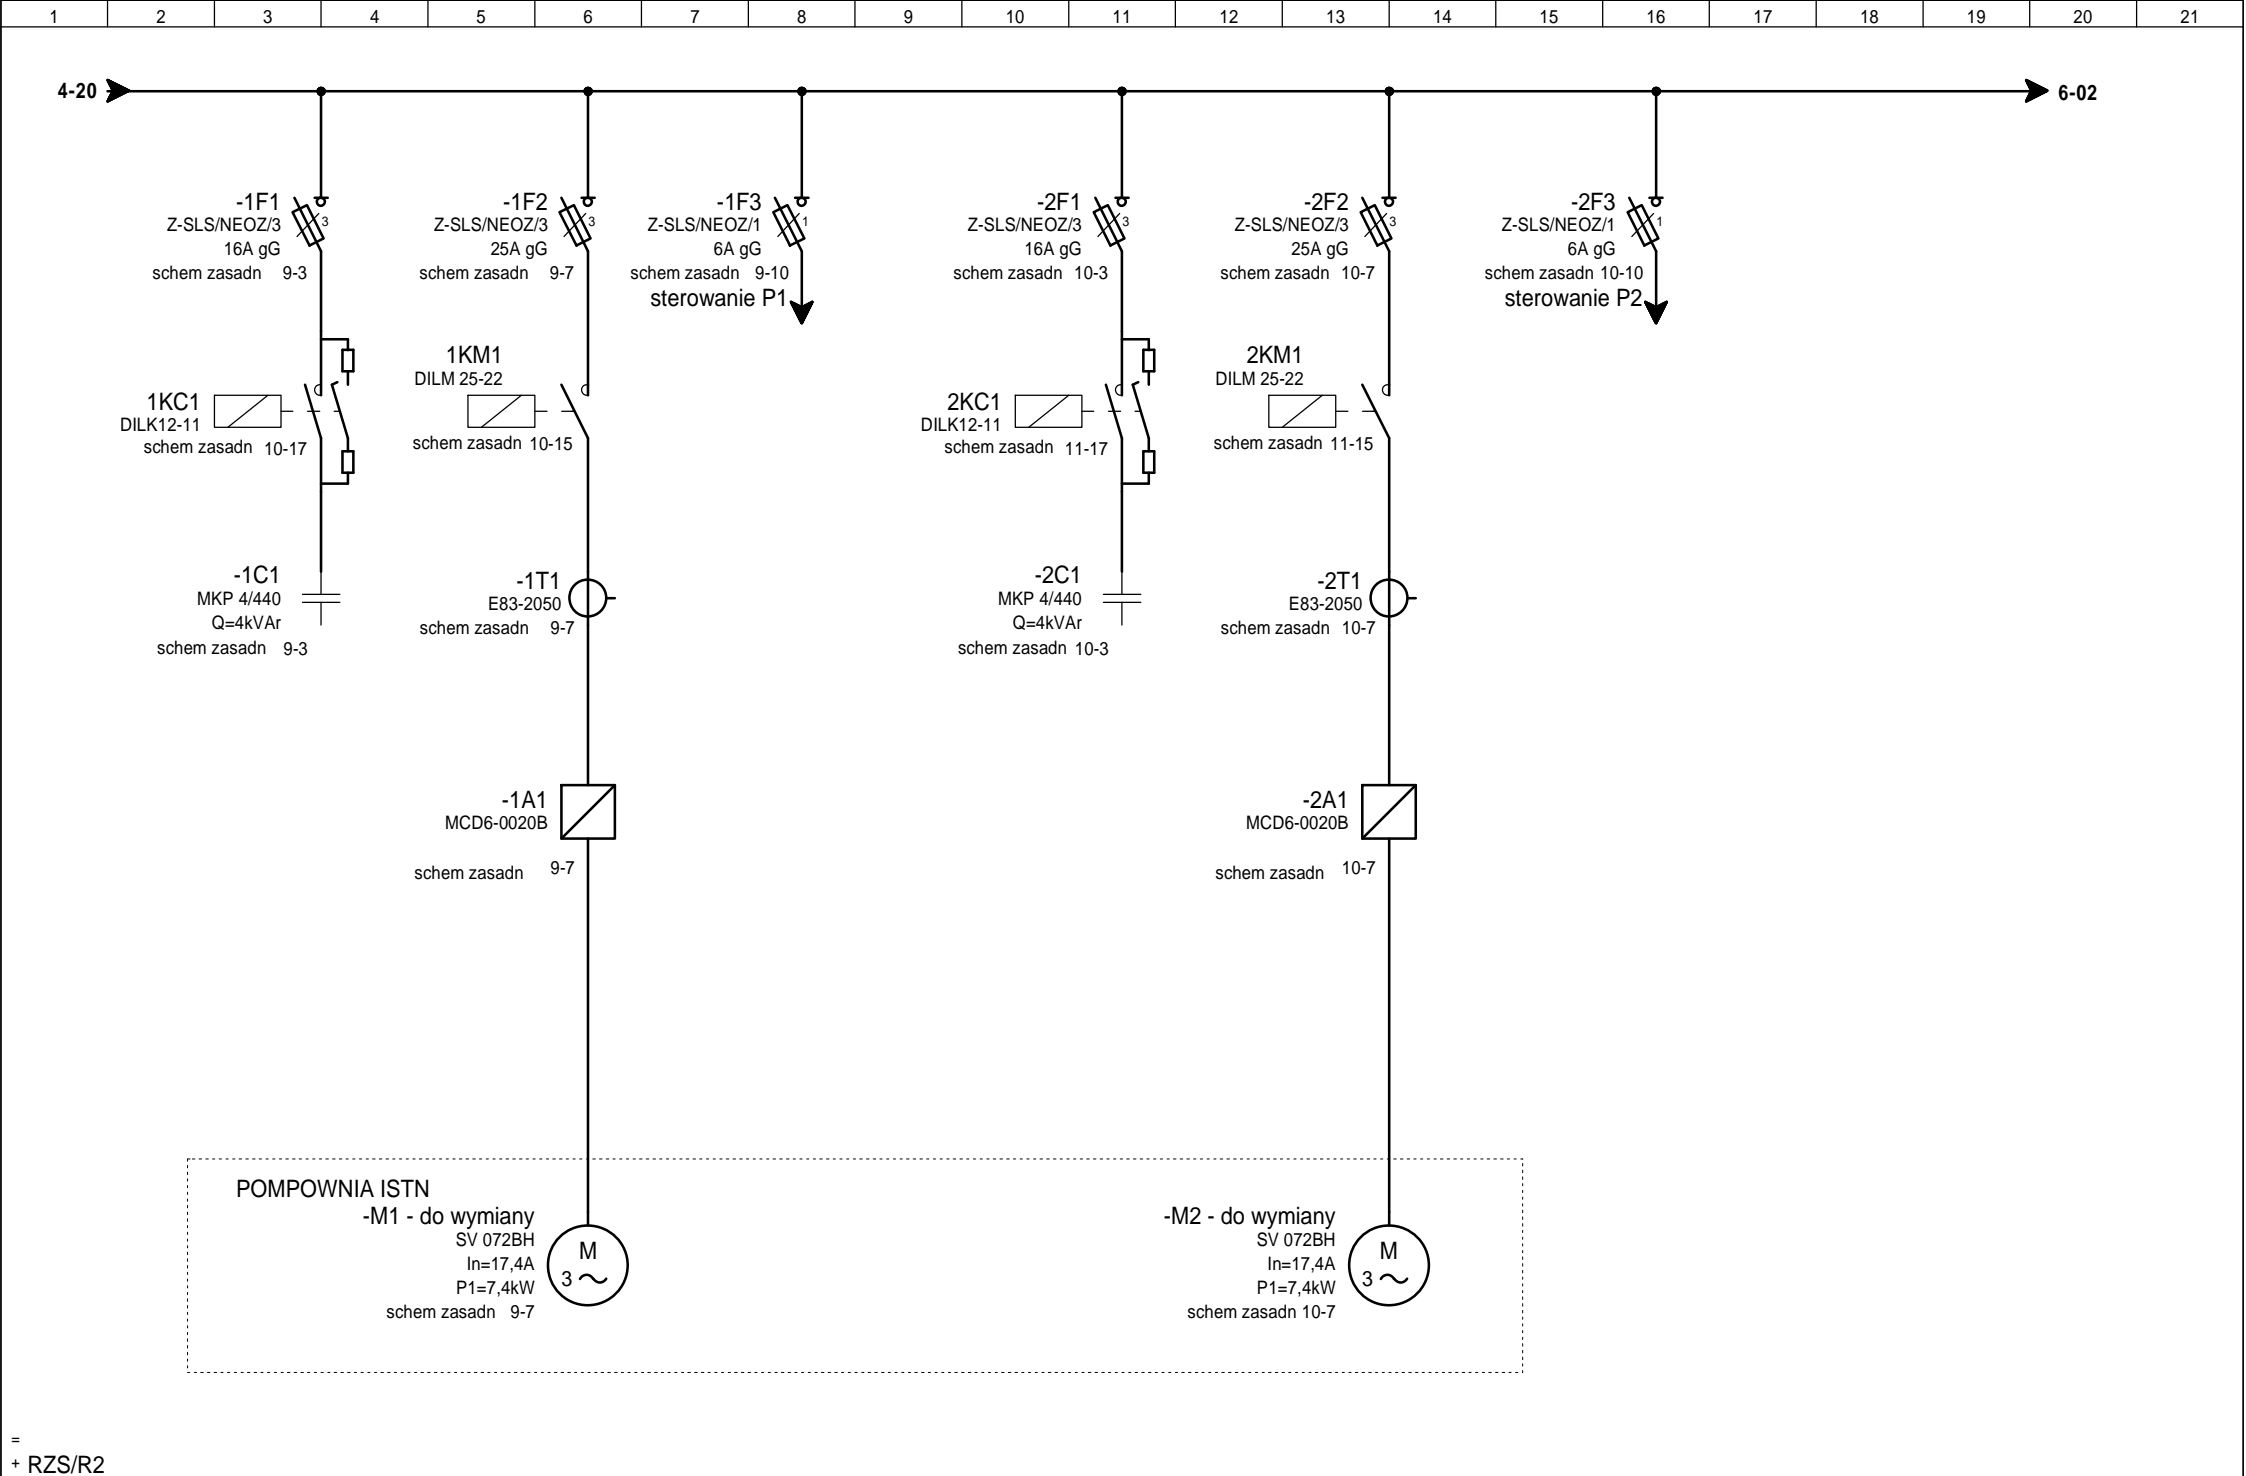 1 2 3 4 5 6 7 8 9 10 11 12 13 14 15 16 17 18 19 20 21
4-20
6-02
-1F1
Z-SLS/NEOZ/3
3
16A gG
schem zasadn 9-3
-1F2
Z-SLS/NEOZ/3
3
25A gG
schem zasadn 9-7
-1F3
Z-SLS/NEOZ/1
1
6A gG
schem zasadn 9-10
sterowanie P1
-2F1
Z-SLS/NEOZ/3
3
16A gG
schem zasadn 10-3
-2F2
Z-SLS/NEOZ/3
3
25A gG
schem zasadn 10-7
-2F3
Z-SLS/NEOZ/1
1
6A gG
schem zasadn 10-10
sterowanie P2
1KC1
DILK12-11
schem zasadn 10-17
1KM1
DILM 25-22
schem zasadn 10-15
2KC1
DILK12-11
schem zasadn 11-17
2KM1
DILM 25-22
schem zasadn 11-15
-1C1
MKP 4/440
Q=4kVAr
schem zasadn 9-3
-1T1
E83-2050
schem zasadn 9-7
-2C1
MKP 4/440
Q=4kVAr
schem zasadn 10-3
-2T1
E83-2050
schem zasadn 10-7
-1A1
MCD6-0020B
schem zasadn 9-7
-2A1
MCD6-0020B
schem zasadn 10-7
POMPOWNIA ISTN
-M1 - do wymiany
SV 072BH
In=17,4A
P1=7,4kW
schem zasadn 9-7
M
3
-M2 - do wymiany
SV 072BH
In=17,4A
P1=7,4kW
schem zasadn 10-7
M
3
=
+ RZS/R2